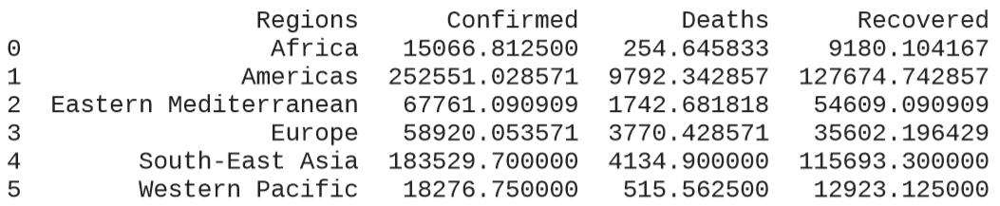 Regions Confirmed Deaths Recovered
0 Africa 15066.812500 254.645833 9180.104167
1 Americas 252551.028571 9792.342857 127674.742857
2 Eastern Mediterranean 67761.090909 1742.681818 54609.090909
3 Europe 58920.053571 3770.428571 35602.196429
4 South-East Asia 183529.700000 4134.900000 115693.300000
5 Western Pacific 18276.750000 515.562500 12923.125000